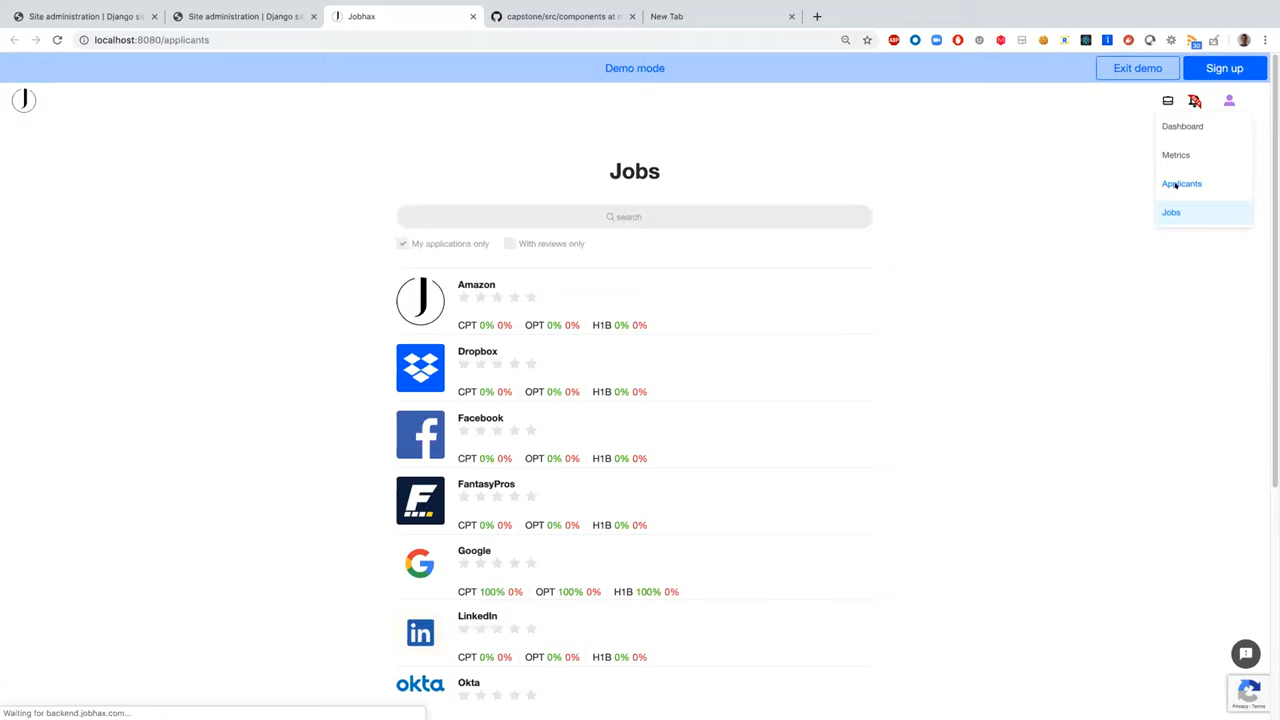 Site administration | Django si
Site administration | Django si
Jobhax
capstone/src/components at n
New Tab
localhost:8080/applicants
30
Demo mode
Exit demo
Sign up
J
Dashboard
Metrics
Applicants
Jobs
Jobs
search
My applications only
With reviews only
J
Amazon
CPT 0% 0% OPT 0% 0% H1B 0% 0%
Dropbox
CPT 0% 0% OPT 0% 0% H1B 0% 0%
f
Facebook
CPT 0% 0% OPT 0% 0% H1B 0% 0%
F
FantasyPros
CPT 0% 0% OPT 0% 0% H1B 0% 0%
G
Google
CPT 100% 0% OPT 100% 0% H1B 100% 0%
in
LinkedIn
CPT 0% 0% OPT 0% 0% H1B 0% 0%
okta
Okta
Privacy - Terms
Waiting for backend.jobhax.com...